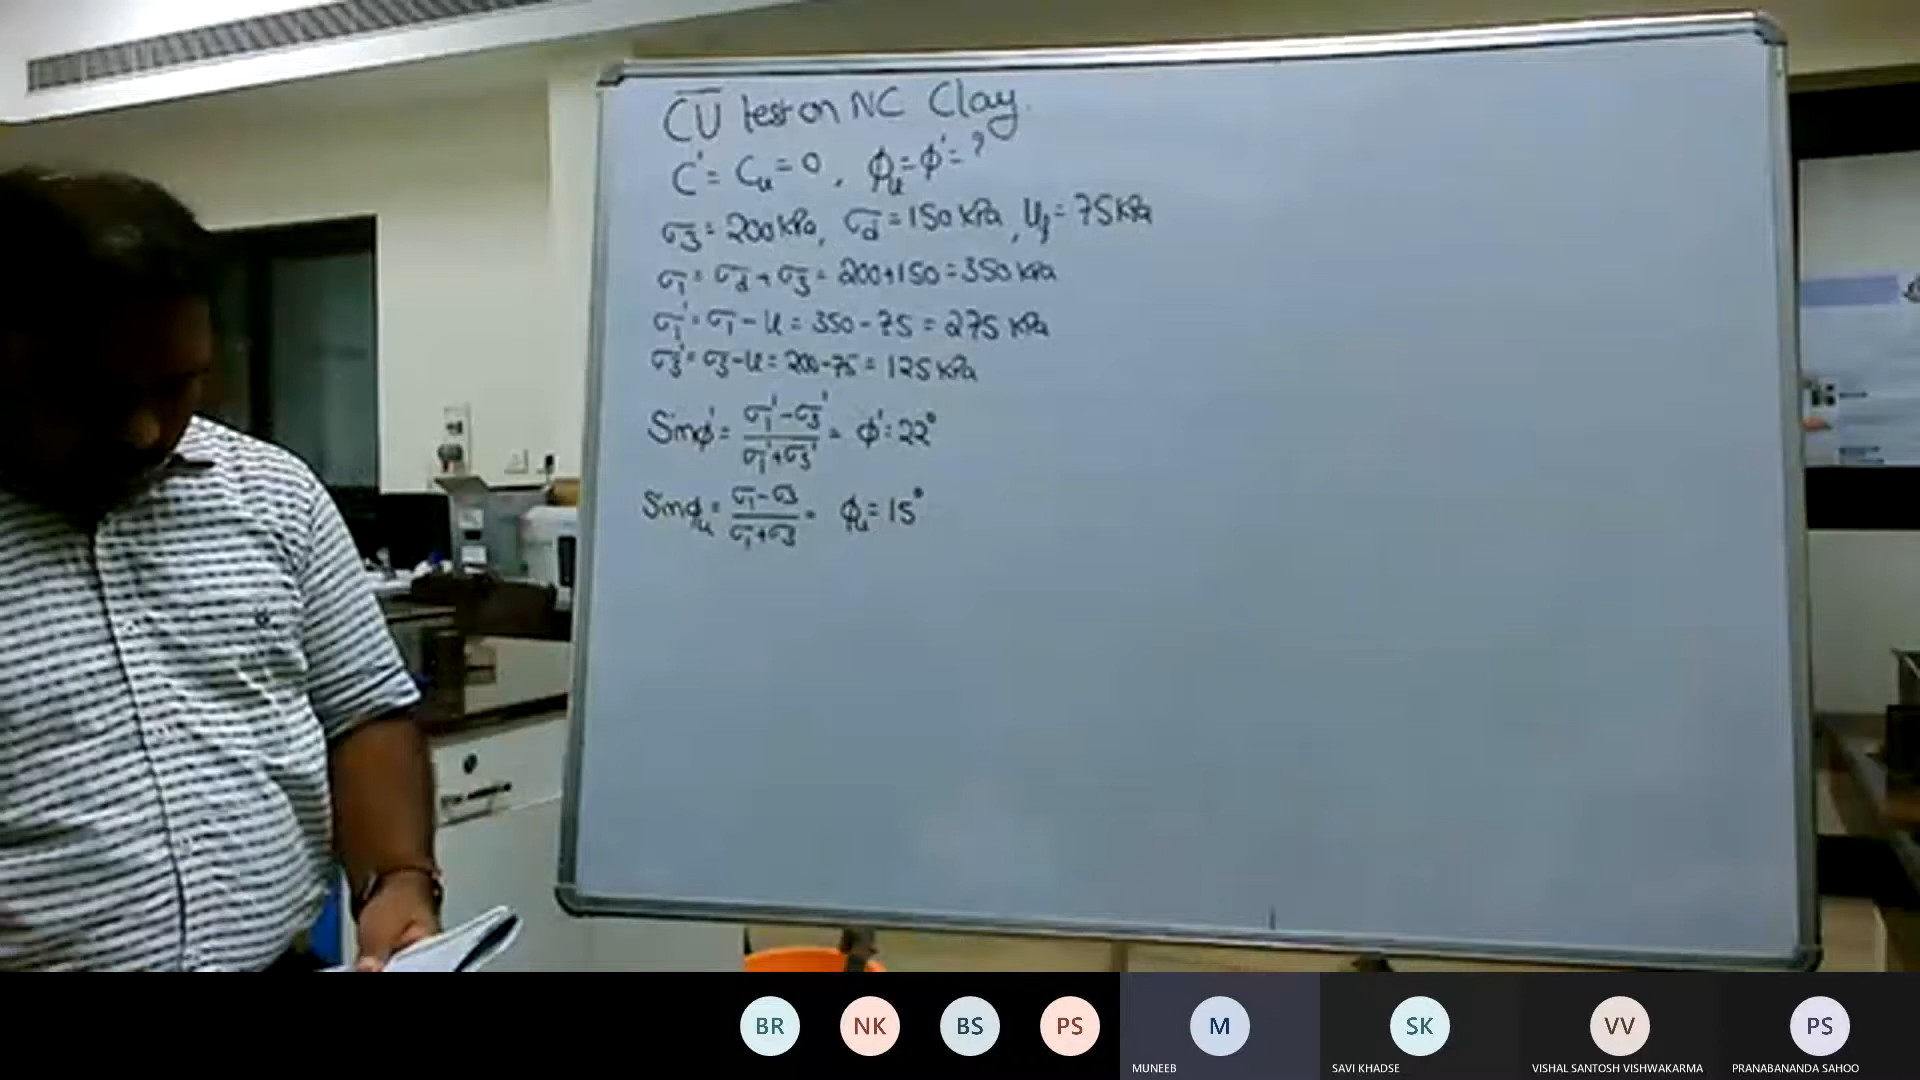 C̅U̅ test on NC Clay.
C' = Cu = 0, ϕu = ϕ' = ?
σ3 = 200 kPa, σd = 150 kPa, Uf = 75 kPa
σ1 = σd + σ3 = 200+150 = 350 kPa
σ1' = σ1 - u = 350 - 75 = 275 kPa
σ3' = σ3 - u = 200 - 75 = 125 kPa
Sinϕ' = (σ1' - σ3') / (σ1' + σ3') = ϕ' = 22°
Sinϕu = (σ1 - σ3) / (σ1 + σ3) = ϕu = 15°
BR NK BS PS M SK VV PS
MUNEEB SAVI KHADSE VISHAL SANTOSH VISHWAKARMA PRANABANANDA SAHOO